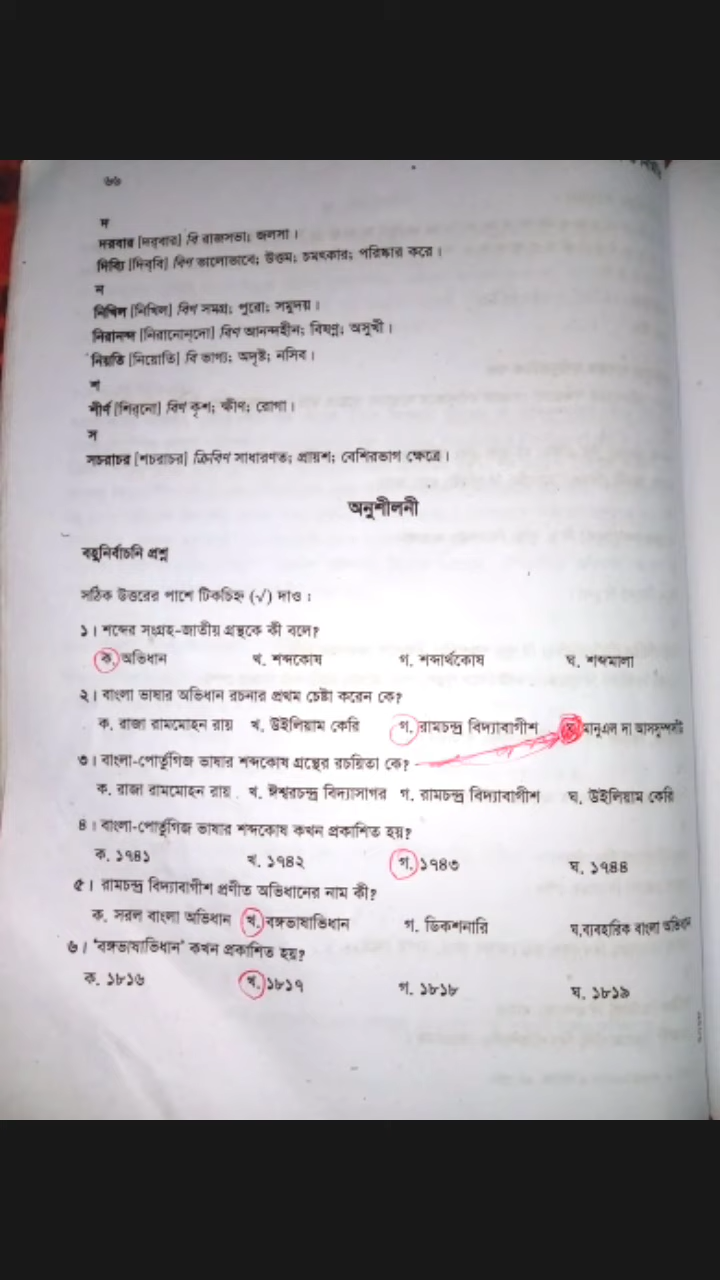 ৬৬
দ
দরবার [দর্‌বার্] বি রাজসভা; জলসা।
দিব্যি [দিব্‌বি] বিণ ভালোভাবে; উত্তম; চমৎকার; পরিষ্কার করে।
ন
নিখিল [নিখিল্] বিণ সমগ্র; পুরো; সমুদয়।
নিরানন্দ [নিরানোন্‌দো] বিণ আনন্দহীন; বিষণ্ন; অসুখী।
নিয়তি [নিয়োতি] বি ভাগ্য; অদৃষ্ট; নসিব।
শ
শীর্ণ [শির্‌নো] বিণ কৃশ; ক্ষীণ; রোগা।
স
সচরাচর [শচরাচর্] ক্রিবিণ সাধারণত; প্রায়শ; বেশিরভাগ ক্ষেত্রে।
অনুশীলনী
বহুনির্বাচনি প্রশ্ন
সঠিক উত্তরের পাশে টিকচিহ্ন (√) দাও :
১। শব্দের সংগ্রহ-জাতীয় গ্রন্থকে কী বলে?
ক. অভিধান খ. শব্দকোষ গ. শব্দার্থকোষ ঘ. শব্দমালা
২। বাংলা ভাষার অভিধান রচনার প্রথম চেষ্টা করেন কে?
ক. রাজা রামমোহন রায় খ. উইলিয়াম কেরি গ. রামচন্দ্র বিদ্যাবাগীশ মানুএল দা আসসুম্পসাঁউ
৩। বাংলা-পোর্তুগিজ ভাষার শব্দকোষ গ্রন্থের রচয়িতা কে?
ক. রাজা রামমোহন রায় খ. ঈশ্বরচন্দ্র বিদ্যাসাগর গ. রামচন্দ্র বিদ্যাবাগীশ ঘ. উইলিয়াম কেরি
৪। বাংলা-পোর্তুগিজ ভাষার শব্দকোষ কখন প্রকাশিত হয়?
ক. ১৭৪১ খ. ১৭৪২ গ. ১৭৪৩ ঘ. ১৭৪৪
৫। রামচন্দ্র বিদ্যাবাগীশ প্রণীত অভিধানের নাম কী?
ক. সরল বাংলা অভিধান খ. বঙ্গভাষাভিধান গ. ডিকশনারি ঘ.ব্যবহারিক বাংলা অভিধান
৬। 'বঙ্গভাষাভিধান' কখন প্রকাশিত হয়?
ক. ১৮১৬ খ. ১৮১৭ গ. ১৮১৮ ঘ. ১৮১৯